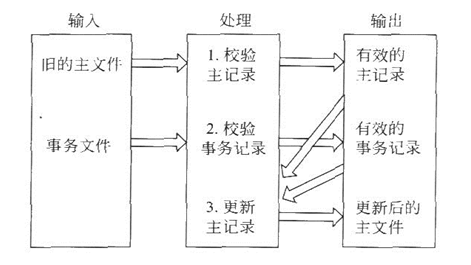 输入
处理
输出
旧的主文件
1. 校验
主记录
有效的
主记录
事务文件
2. 校验
事务记录
有效的
事务记录
3. 更新
主记录
更新后的
主文件